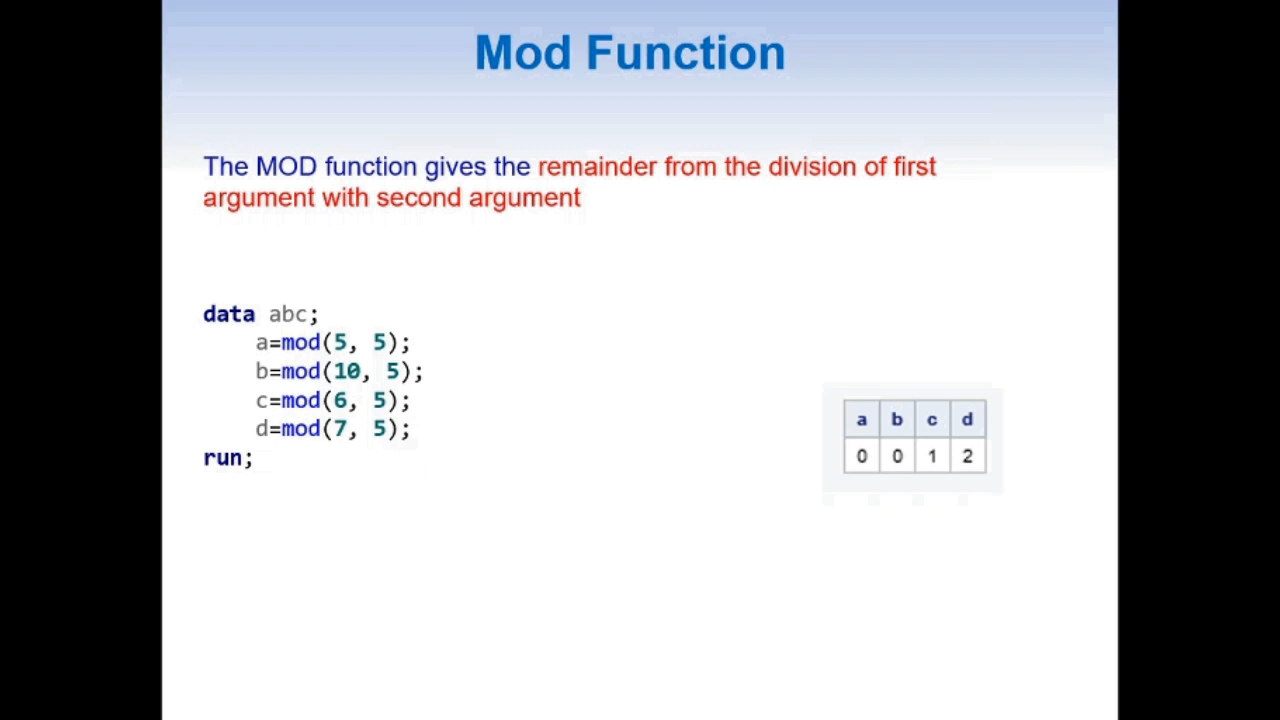 Mod Function
The MOD function gives the remainder from the division of first
argument with second argument
data abc;
a=mod(5, 5);
b=mod(10, 5);
c=mod(6, 5);
d=mod(7, 5);
run;
a b c d
0 0 1 2